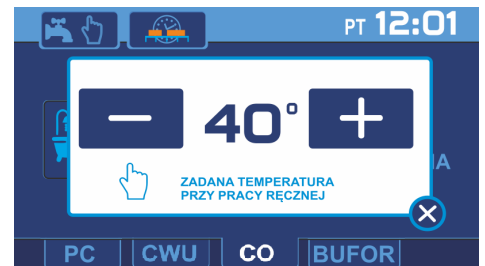 PT 12:01
− 40° +
ZADANA TEMPERATURA
PRZY PRACY RĘCZNEJ
PC CWU CO BUFOR